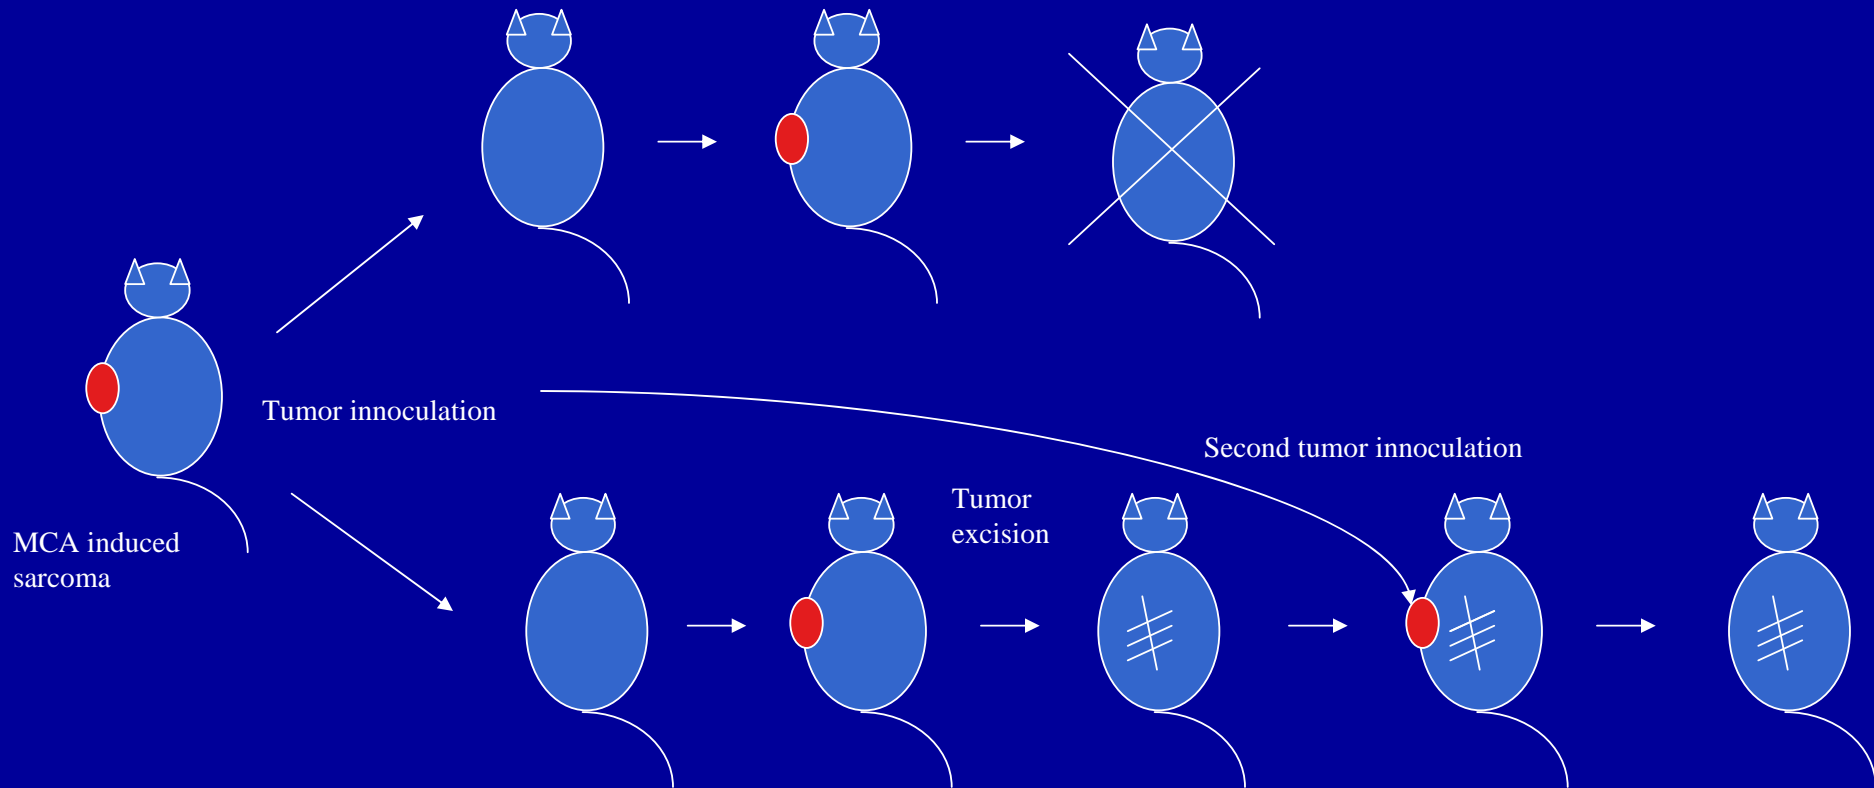 Tumor innoculation
Second tumor innoculation
Tumor
excision
MCA induced
sarcoma